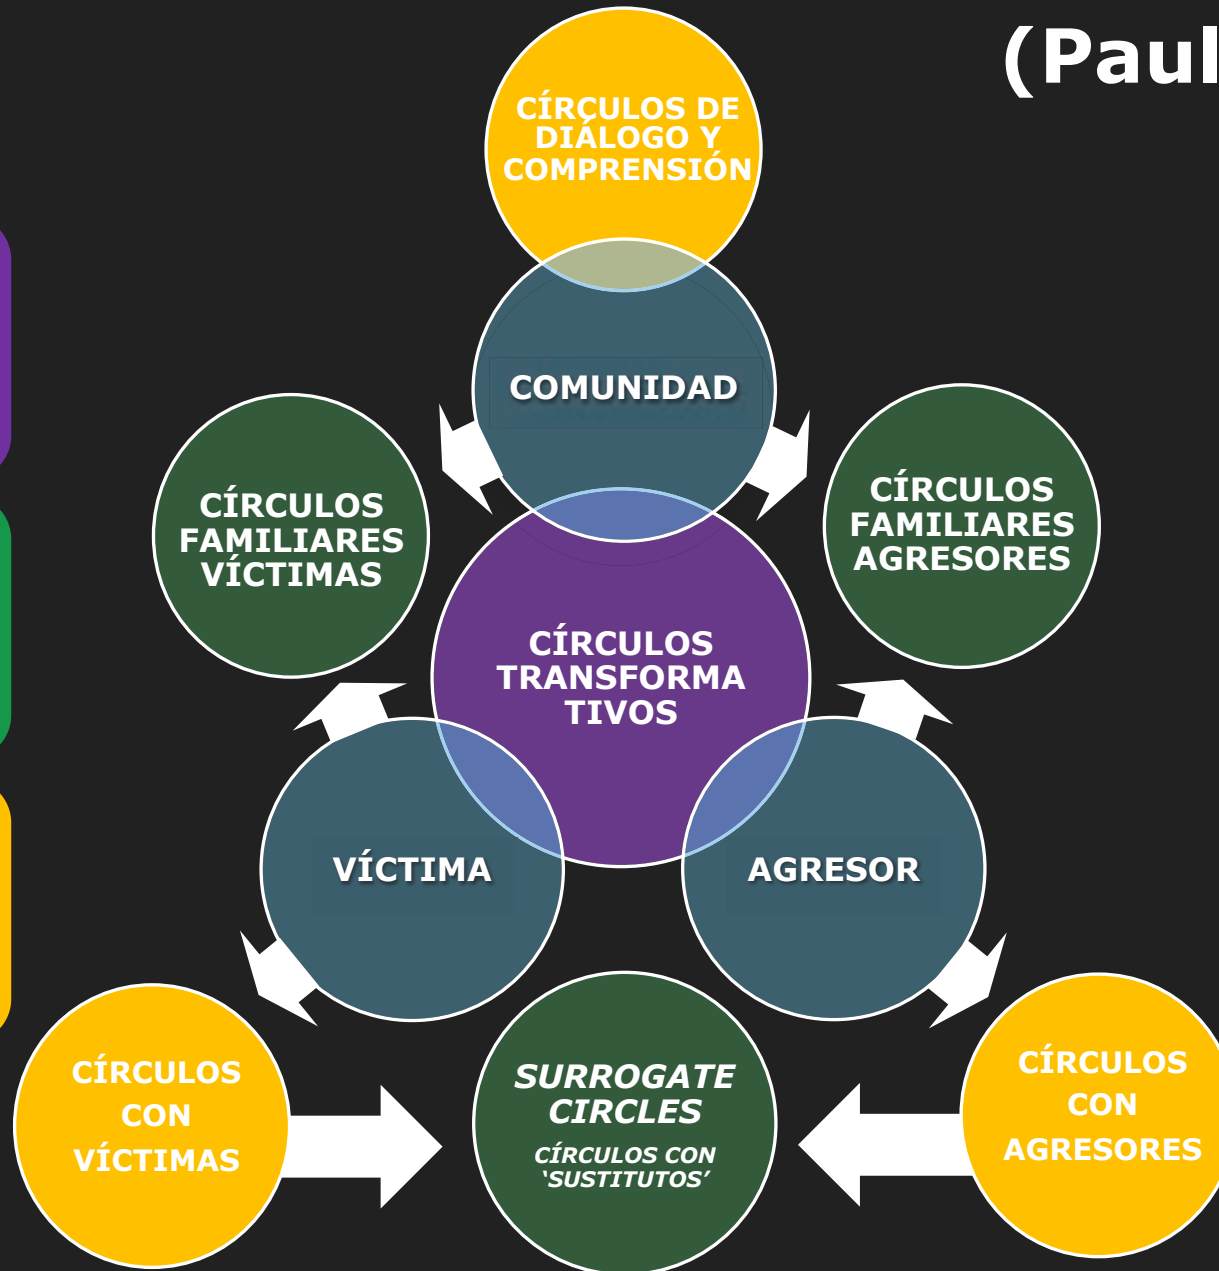 (Paul
CÍRCULOS DE
DIÁLOGO Y
COMPRENSIÓN
COMUNIDAD
CÍRCULOS
FAMILIARES
VÍCTIMAS
CÍRCULOS
FAMILIARES
AGRESORES
CÍRCULOS
TRANSFORMA
TIVOS
VÍCTIMA
AGRESOR
CÍRCULOS
CON
VÍCTIMAS
SURROGATE
CIRCLES
CÍRCULOS CON
‘SUSTITUTOS’
CÍRCULOS
CON
AGRESORES